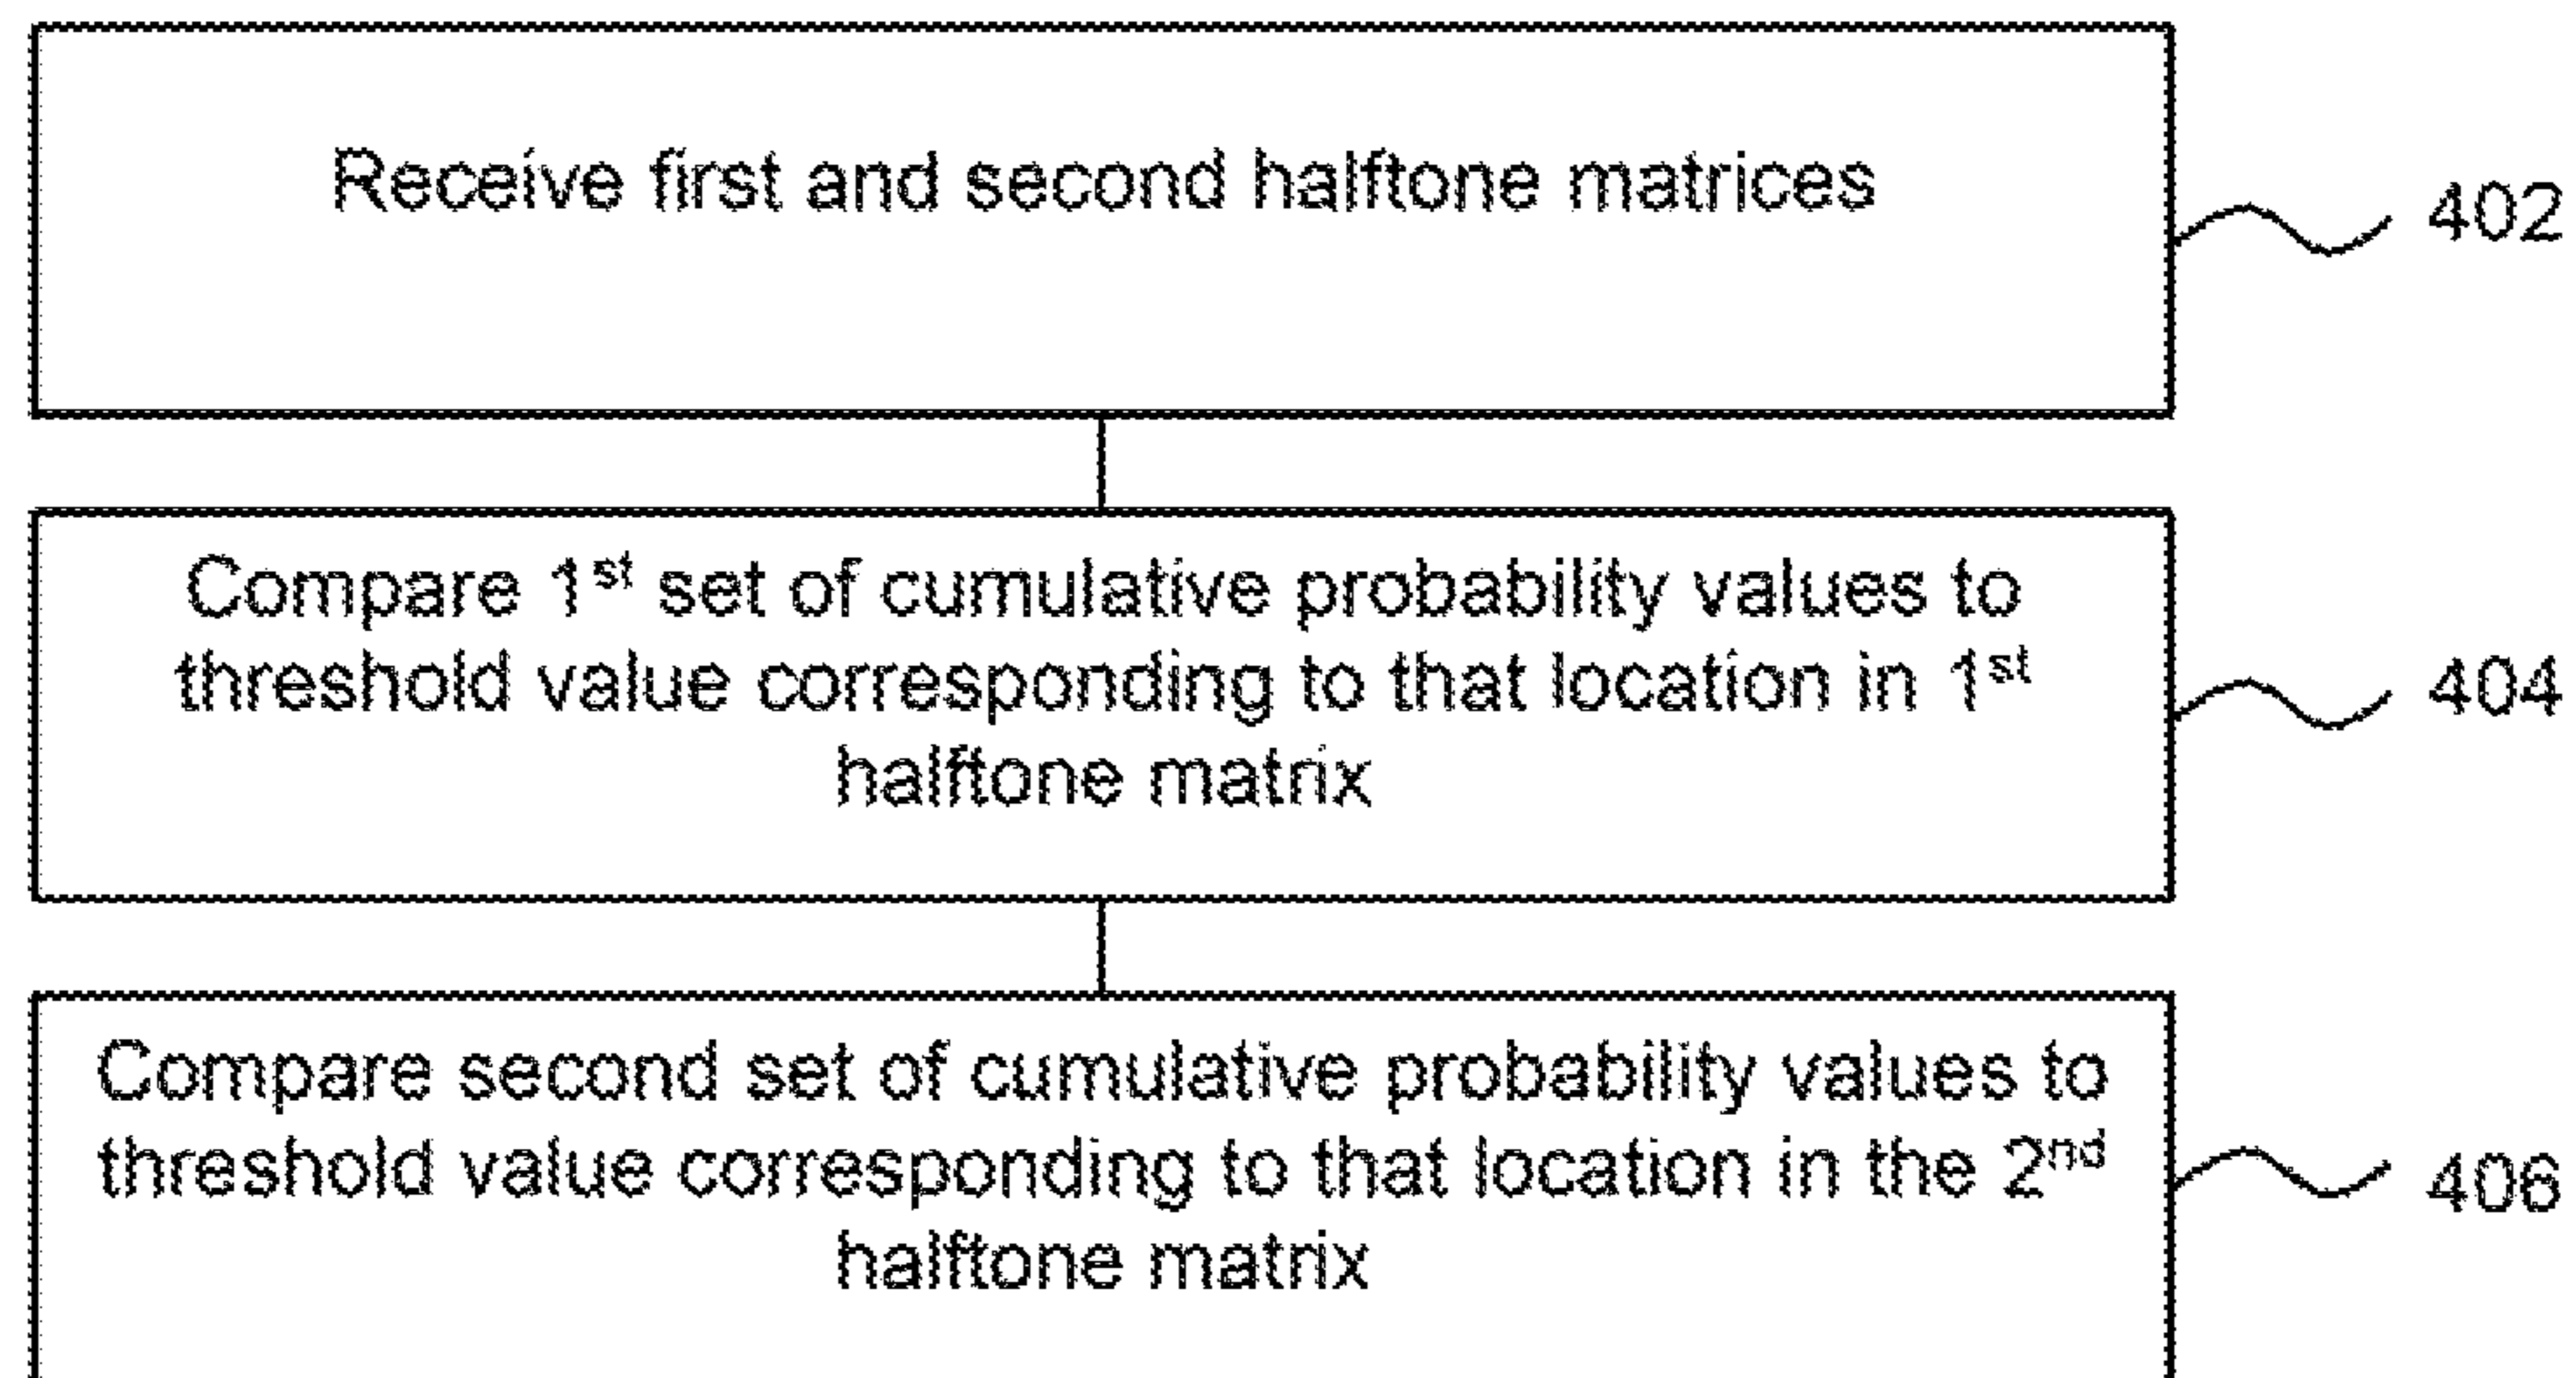 Receive first and second halftone matrices
402
Compare 1st set of cumulative probability values to
threshold value corresponding to that location in 1st
halftone matrix
404
Compare second set of cumulative probability values to
threshold value corresponding to that location in the 2nd
halftone matrix
406